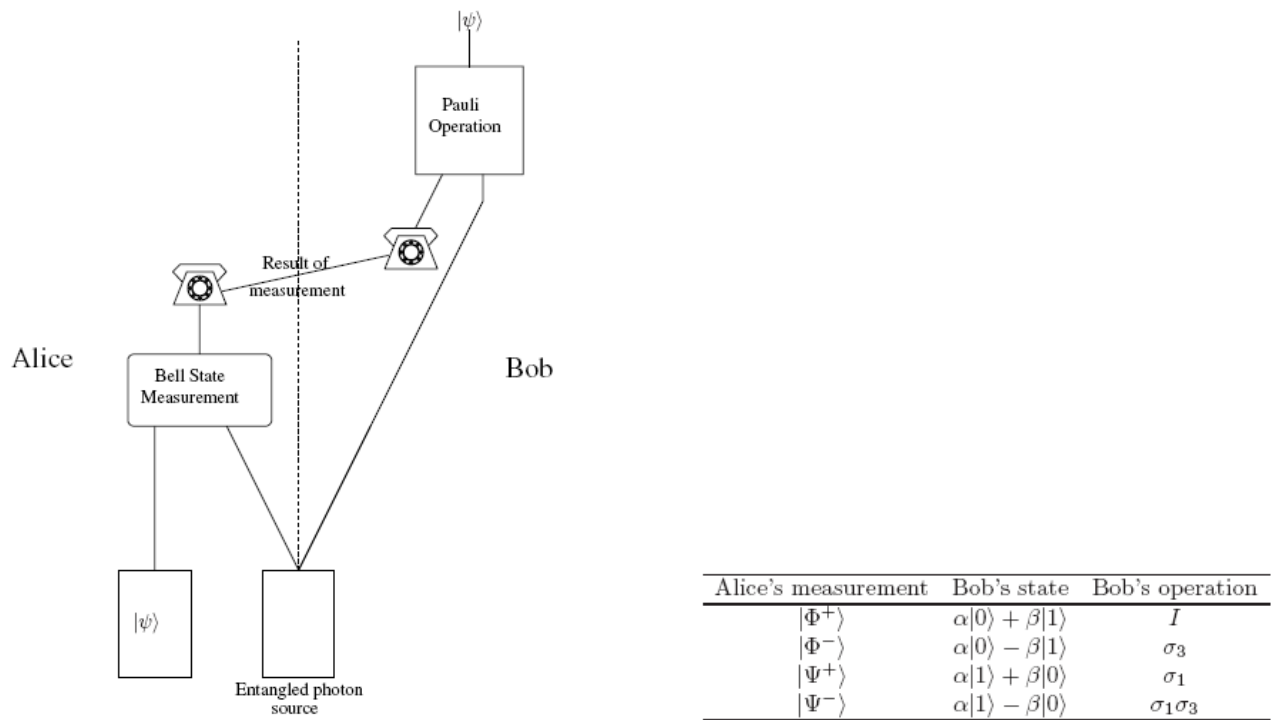 |ψ⟩
Pauli
Operation
Result of
measurement
Alice
Bob
Bell State
Measurement
|ψ⟩
Entangled photon
source
Alice's measurement Bob's state Bob's operation
|Φ⁺⟩ α|0⟩ + β|1⟩ I
|Φ⁻⟩ α|0⟩ − β|1⟩ σ₃
|Ψ⁺⟩ α|1⟩ + β|0⟩ σ₁
|Ψ⁻⟩ α|1⟩ − β|0⟩ σ₁σ₃